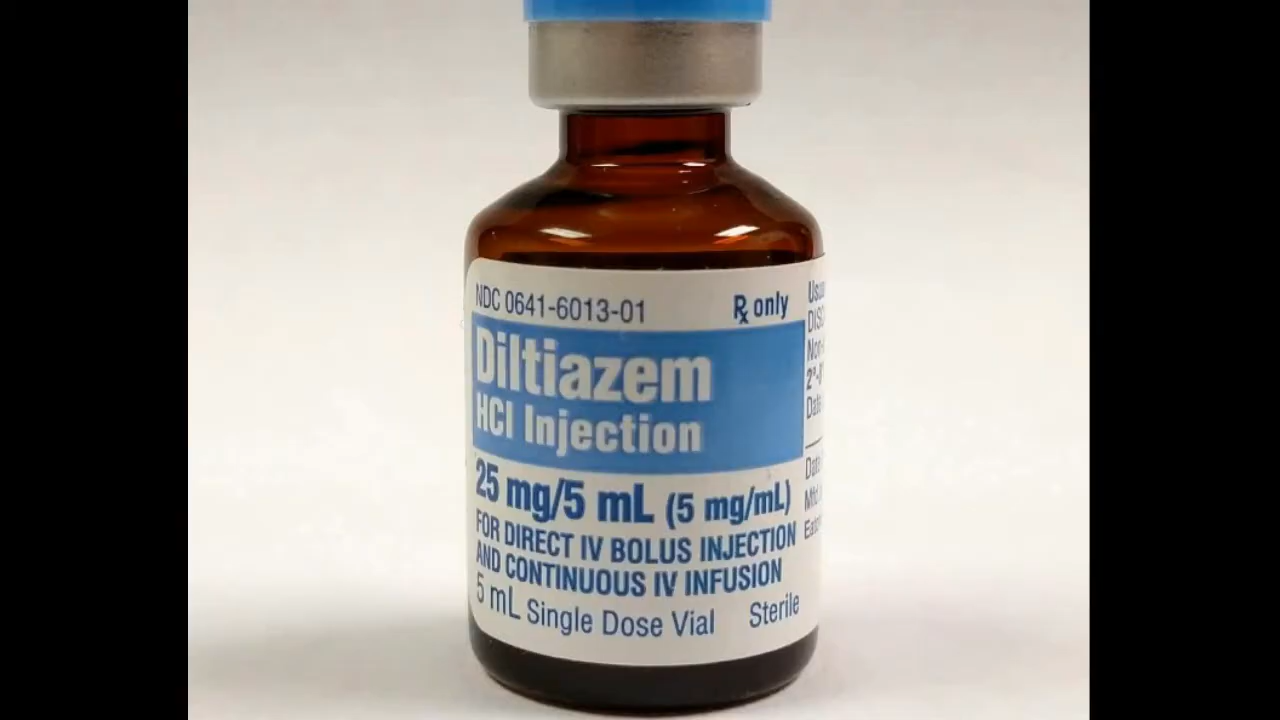 NDC 0641-6013-01
Rx only
Diltiazem
HCl Injection
25 mg/5 mL (5 mg/mL)
FOR DIRECT IV BOLUS INJECTION
AND CONTINUOUS IV INFUSION
5 mL Single Dose Vial Sterile